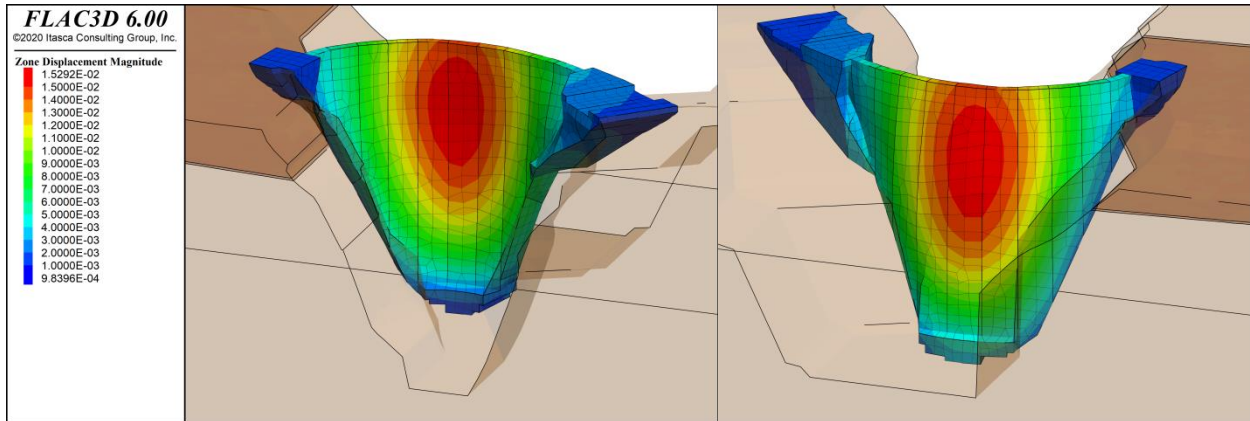 FLAC3D 6.00
©2020 Itasca Consulting Group, Inc.
Zone Displacement Magnitude
1.5292E-02
1.5000E-02
1.4000E-02
1.3000E-02
1.2000E-02
1.1000E-02
1.0000E-02
9.0000E-03
8.0000E-03
7.0000E-03
6.0000E-03
5.0000E-03
4.0000E-03
3.0000E-03
2.0000E-03
1.0000E-03
9.8396E-04